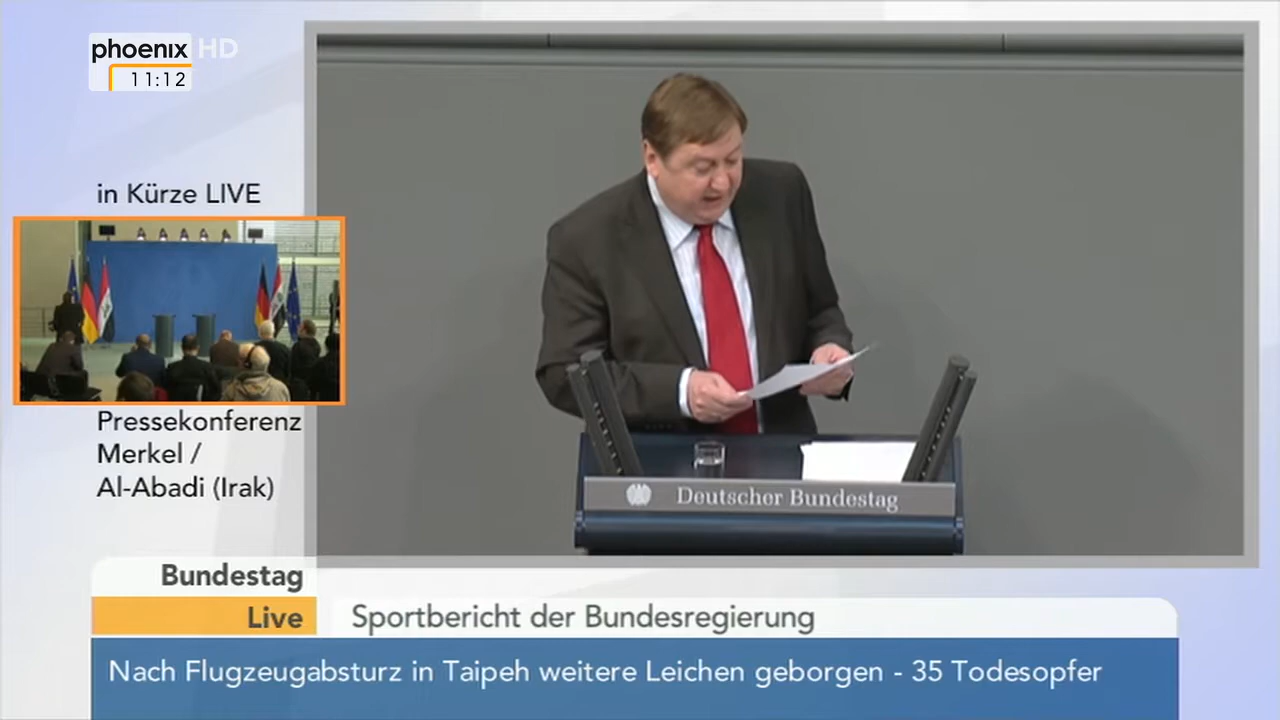 phoenix HD
11:12
in Kürze LIVE
Pressekonferenz
Merkel /
Al-Abadi (Irak)
Deutscher Bundestag
Bundestag
Live
Sportbericht der Bundesregierung
Nach Flugzeugabsturz in Taipeh weitere Leichen geborgen - 35 Todesopfer